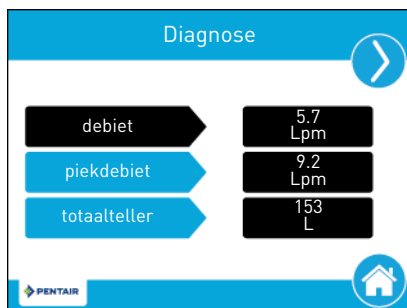 Diagnose
debiet
5.7
Lpm
piekdebiet
9.2
Lpm
totaalteller
153
L
PENTAIR